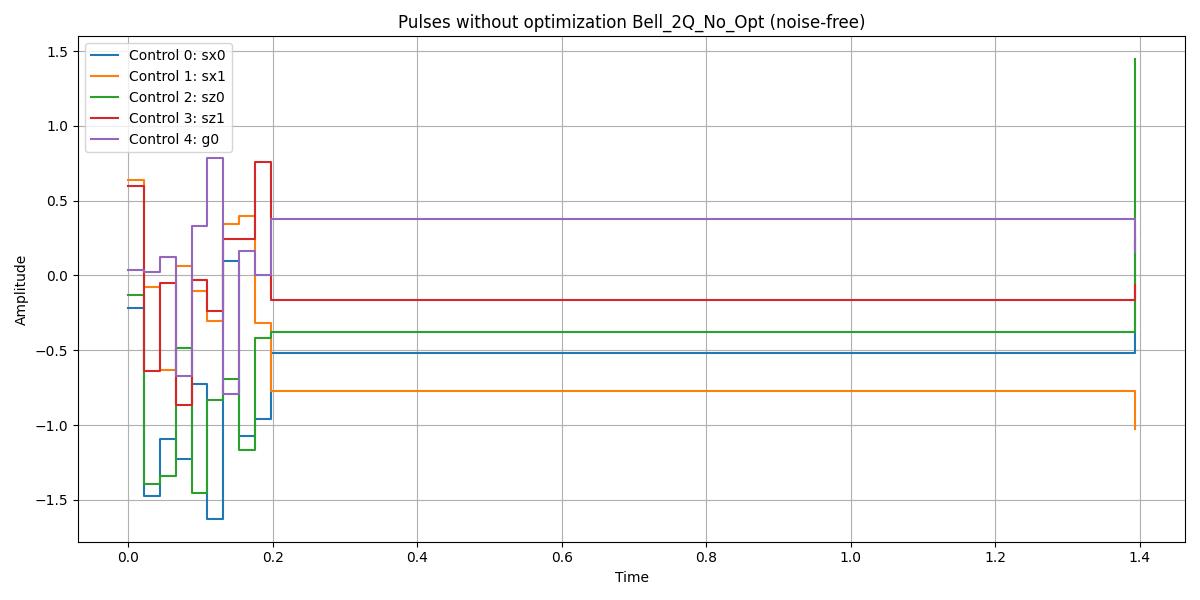 Pulses without optimization Bell_2Q_No_Opt (noise-free)
Control 0: sx0
Control 1: sx1
Control 2: sz0
Control 3: sz1
Control 4: g0
1.5
1.0
0.5
0.0
−0.5
−1.0
−1.5
Amplitude
0.0 0.2 0.4 0.6 0.8 1.0 1.2 1.4
Time